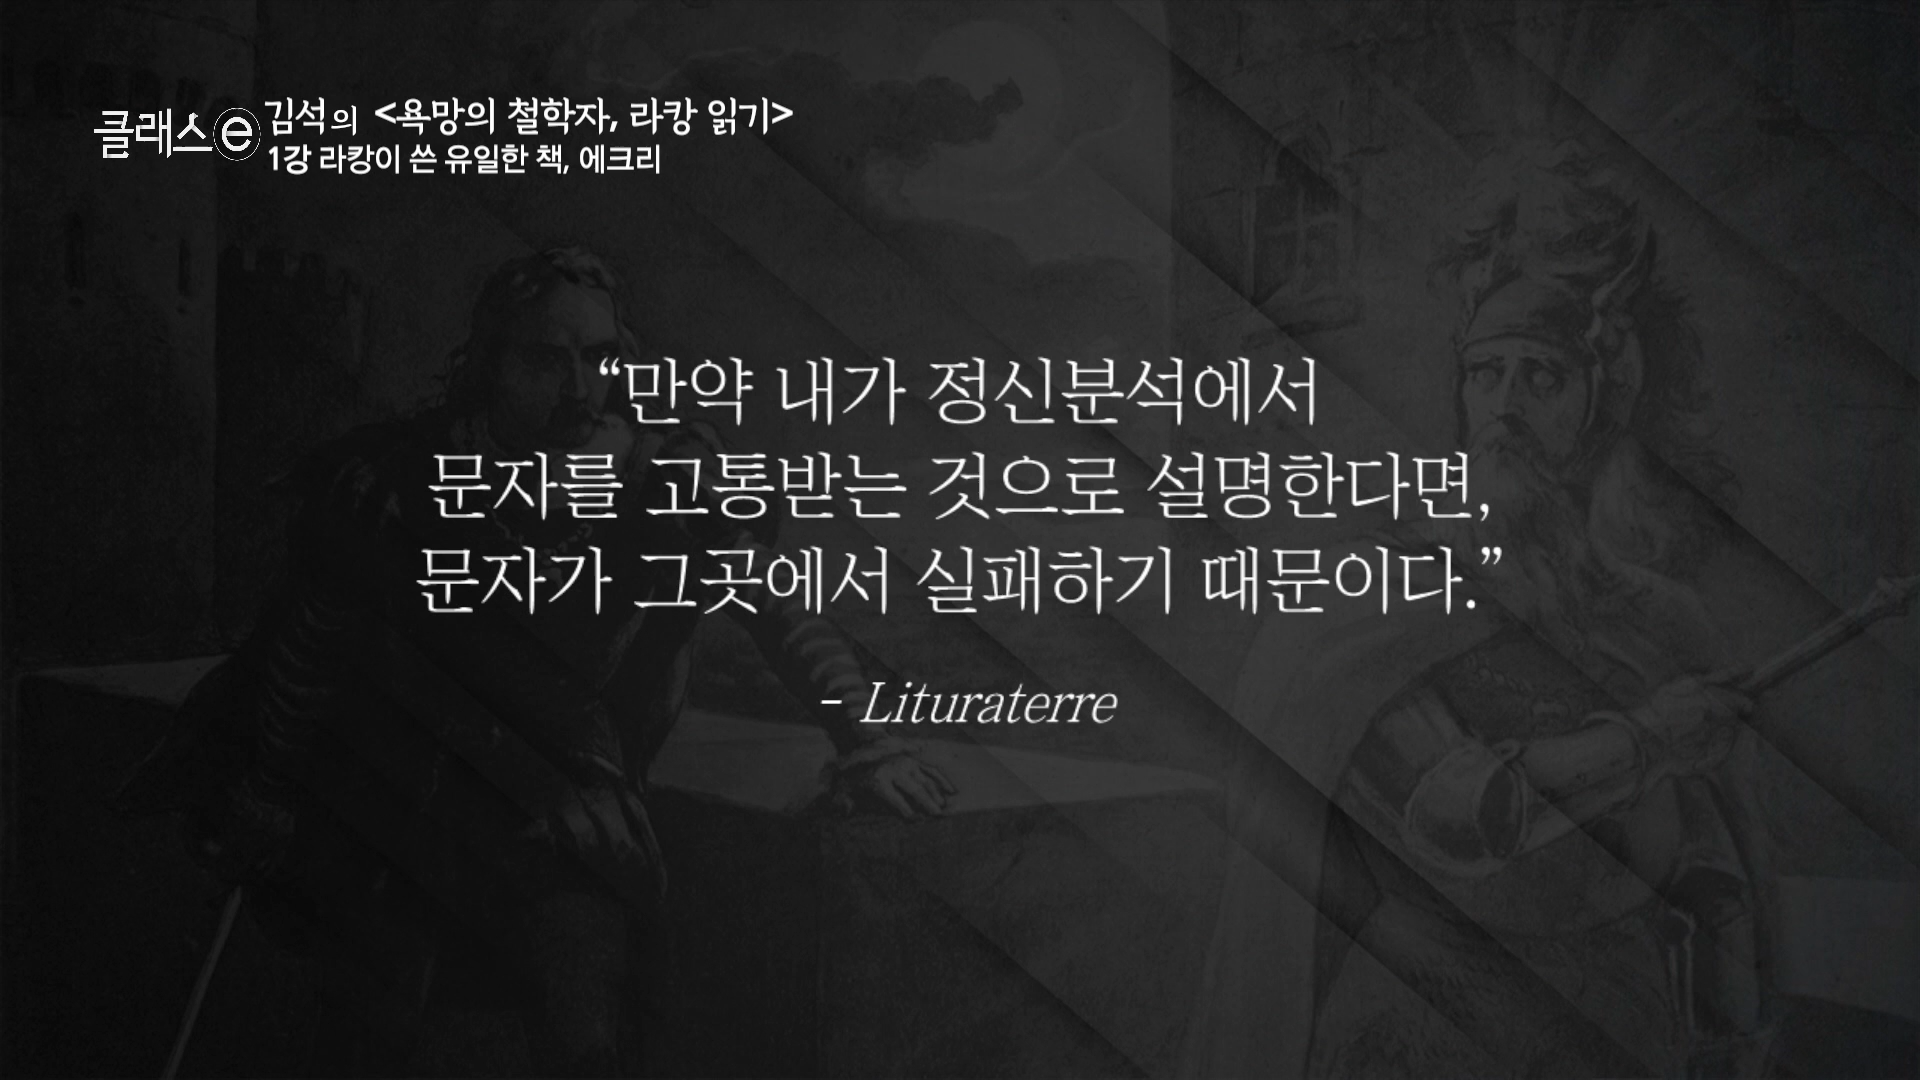 클래스e
김석의 <욕망의 철학자, 라캉 읽기>
1강 라캉이 쓴 유일한 책, 에크리
“만약 내가 정신분석에서
문자를 고통받는 것으로 설명한다면,
문자가 그곳에서 실패하기 때문이다.”
- Lituraterre